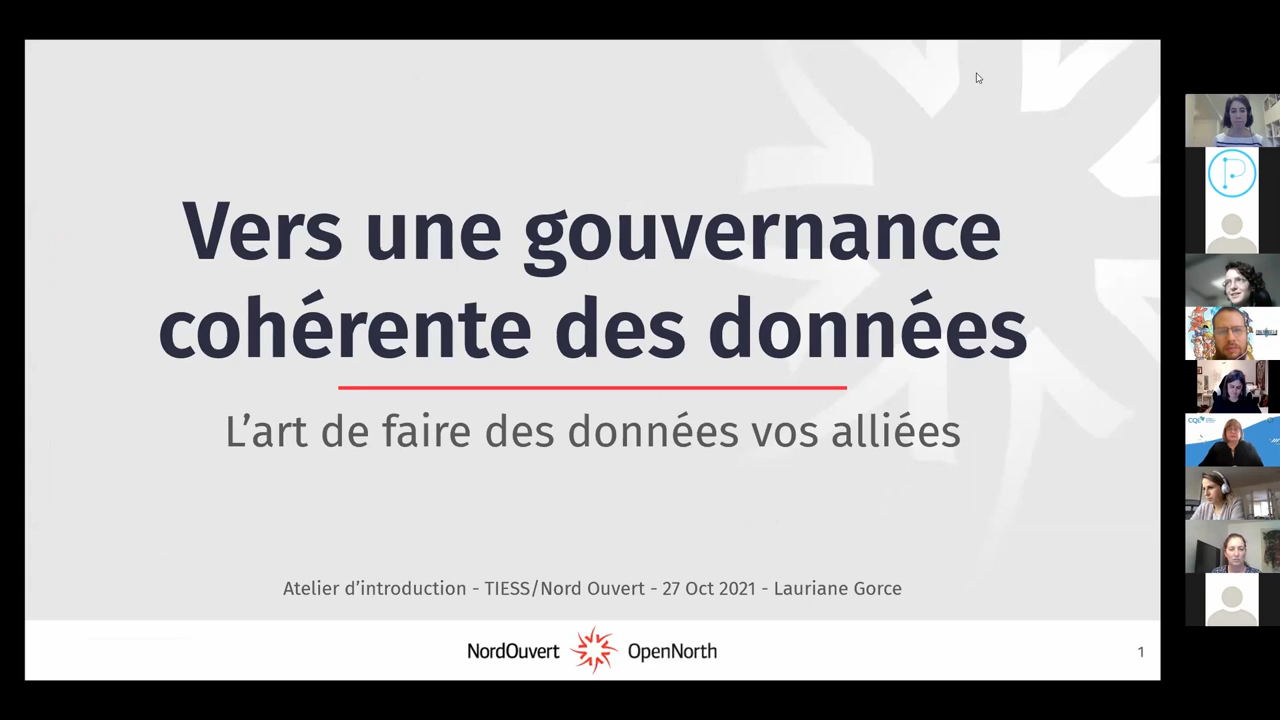 Vers une gouvernance
cohérente des données
L’art de faire des données vos alliées
Atelier d’introduction - TIESS/Nord Ouvert - 27 Oct 2021 - Lauriane Gorce
NordOuvert OpenNorth
1